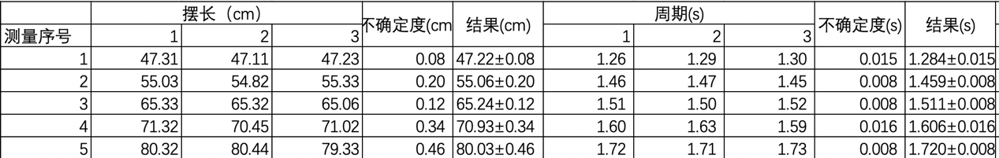 摆长（cm） 不确定度(cm 结果(cm) 周期(s) 不确定度(s) 结果(s)
测量序号 1 2 3 1 2 3
1 47.31 47.11 47.23 0.08 47.22±0.08 1.26 1.29 1.30 0.015 1.284±0.015
2 55.03 54.82 55.33 0.20 55.06±0.20 1.46 1.47 1.45 0.008 1.459±0.008
3 65.33 65.32 65.06 0.12 65.24±0.12 1.51 1.50 1.52 0.008 1.511±0.008
4 71.32 70.45 71.02 0.34 70.93±0.34 1.60 1.63 1.59 0.016 1.606±0.016
5 80.32 80.44 79.33 0.46 80.03±0.46 1.72 1.71 1.73 0.008 1.720±0.008